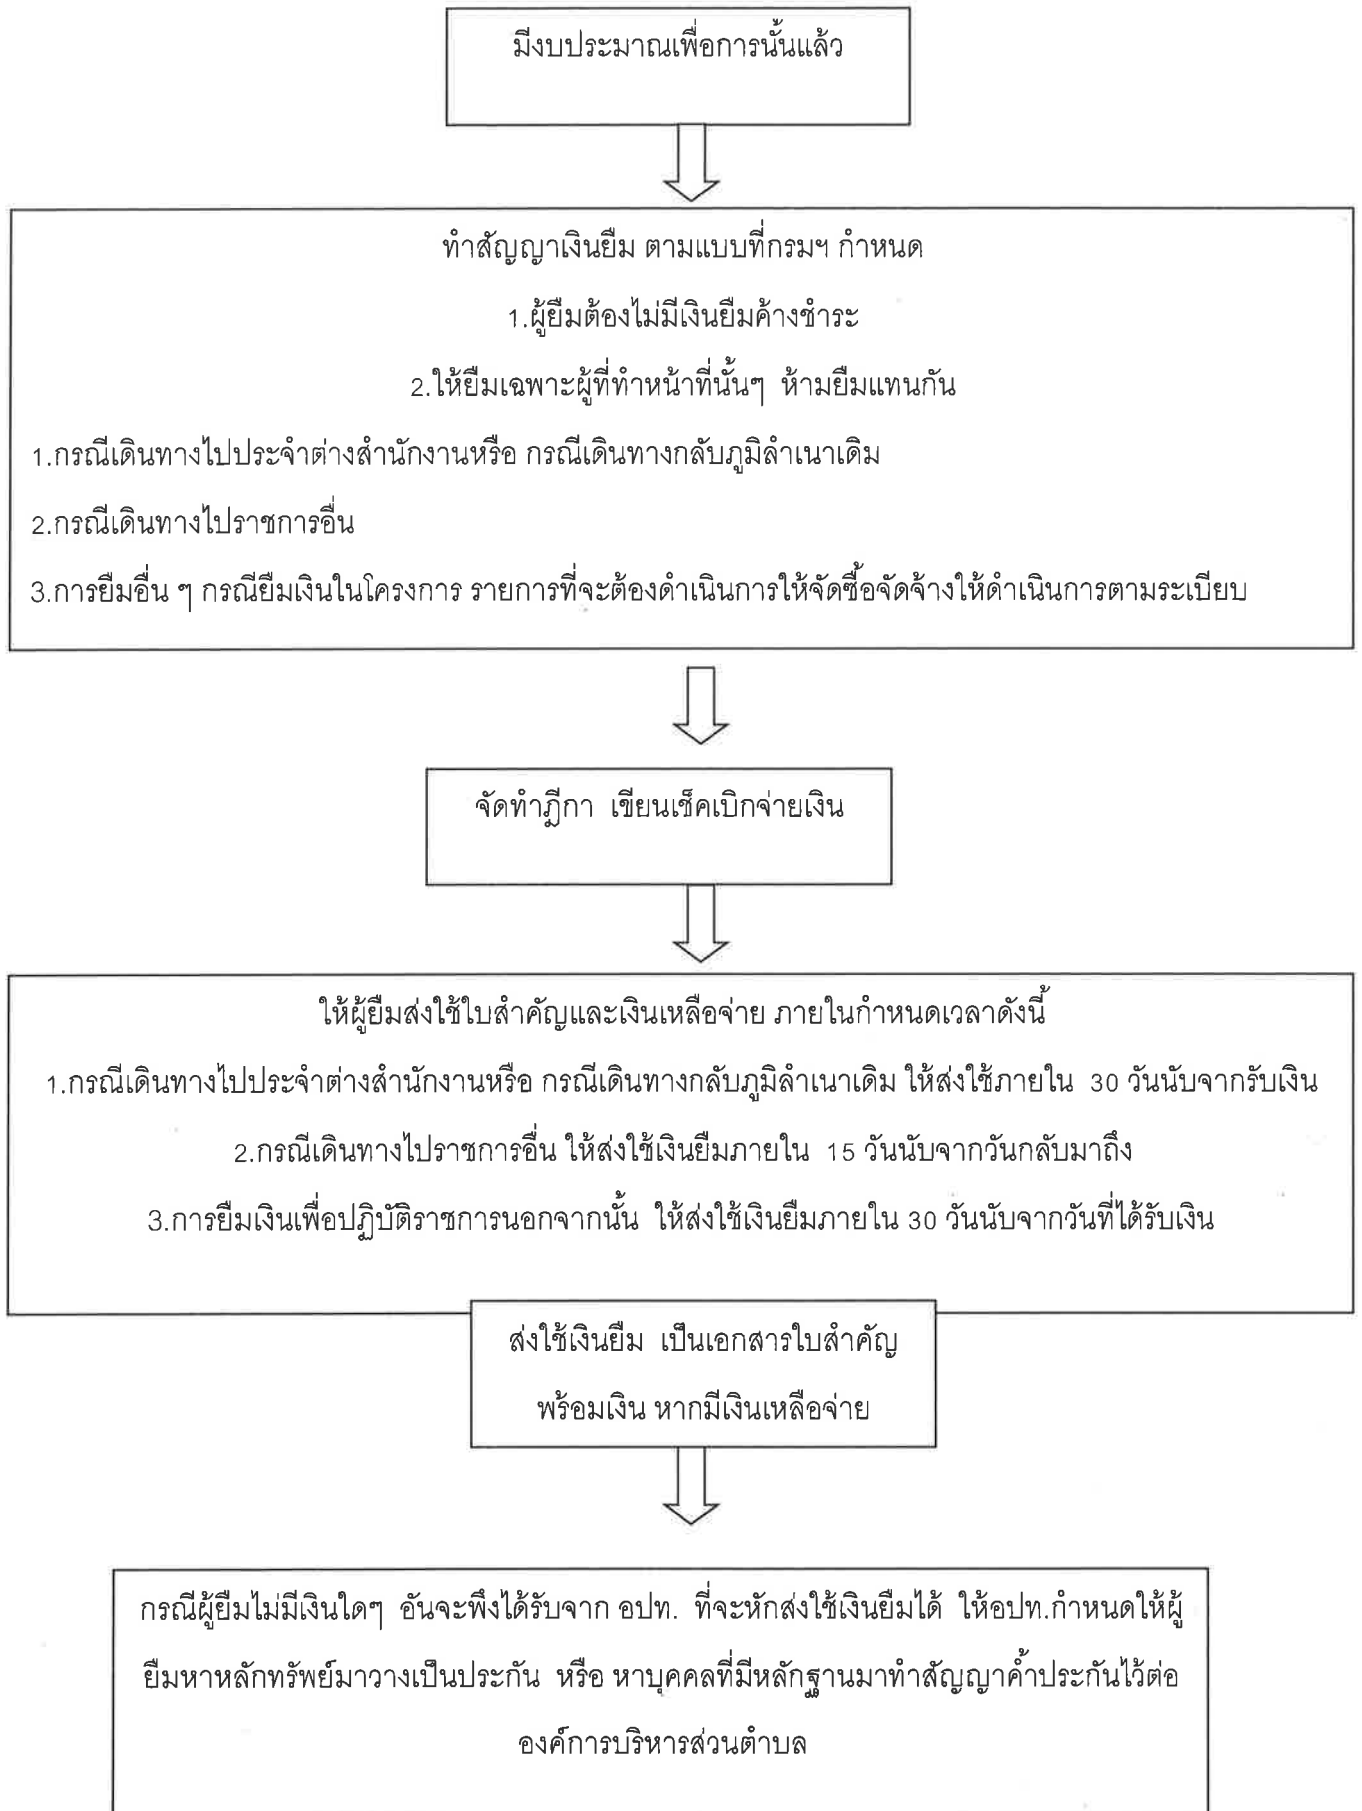 มีงบประมาณเพื่อการนั้นแล้ว
ทำสัญญาเงินยืม ตามแบบที่กรมฯ กำหนด
1.ผู้ยืมต้องไม่มีเงินยืมค้างชำระ
2.ให้ยืมเฉพาะผู้ที่ทำหน้าที่นั้นๆ ห้ามยืมแทนกัน
1.กรณีเดินทางไปประจำต่างสำนักงานหรือ กรณีเดินทางกลับภูมิลำเนาเดิม
2.กรณีเดินทางไปราชการอื่น
3.การยืมอื่น ๆ กรณียืมเงินในโครงการ รายการที่จะต้องดำเนินการให้จัดซื้อจัดจ้างให้ดำเนินการตามระเบียบ
จัดทำฎีกา เขียนเช็คเบิกจ่ายเงิน
ให้ผู้ยืมส่งใช้ใบสำคัญและเงินเหลือจ่าย ภายในกำหนดเวลาดังนี้
1.กรณีเดินทางไปประจำต่างสำนักงานหรือ กรณีเดินทางกลับภูมิลำเนาเดิม ให้ส่งใช้ภายใน 30 วันนับจากรับเงิน
2.กรณีเดินทางไปราชการอื่น ให้ส่งใช้เงินยืมภายใน 15 วันนับจากวันกลับมาถึง
3.การยืมเงินเพื่อปฏิบัติราชการนอกจากนั้น ให้ส่งใช้เงินยืมภายใน 30 วันนับจากวันที่ได้รับเงิน
ส่งใช้เงินยืม เป็นเอกสารใบสำคัญ
พร้อมเงิน หากมีเงินเหลือจ่าย
กรณีผู้ยืมไม่มีเงินใดๆ อันจะพึงได้รับจาก อปท. ที่จะหักส่งใช้เงินยืมได้ ให้อปท.กำหนดให้ผู้
ยืมหาหลักทรัพย์มาวางเป็นประกัน หรือ หาบุคคลที่มีหลักฐานมาทำสัญญาค้ำประกันไว้ต่อ
องค์การบริหารส่วนตำบล